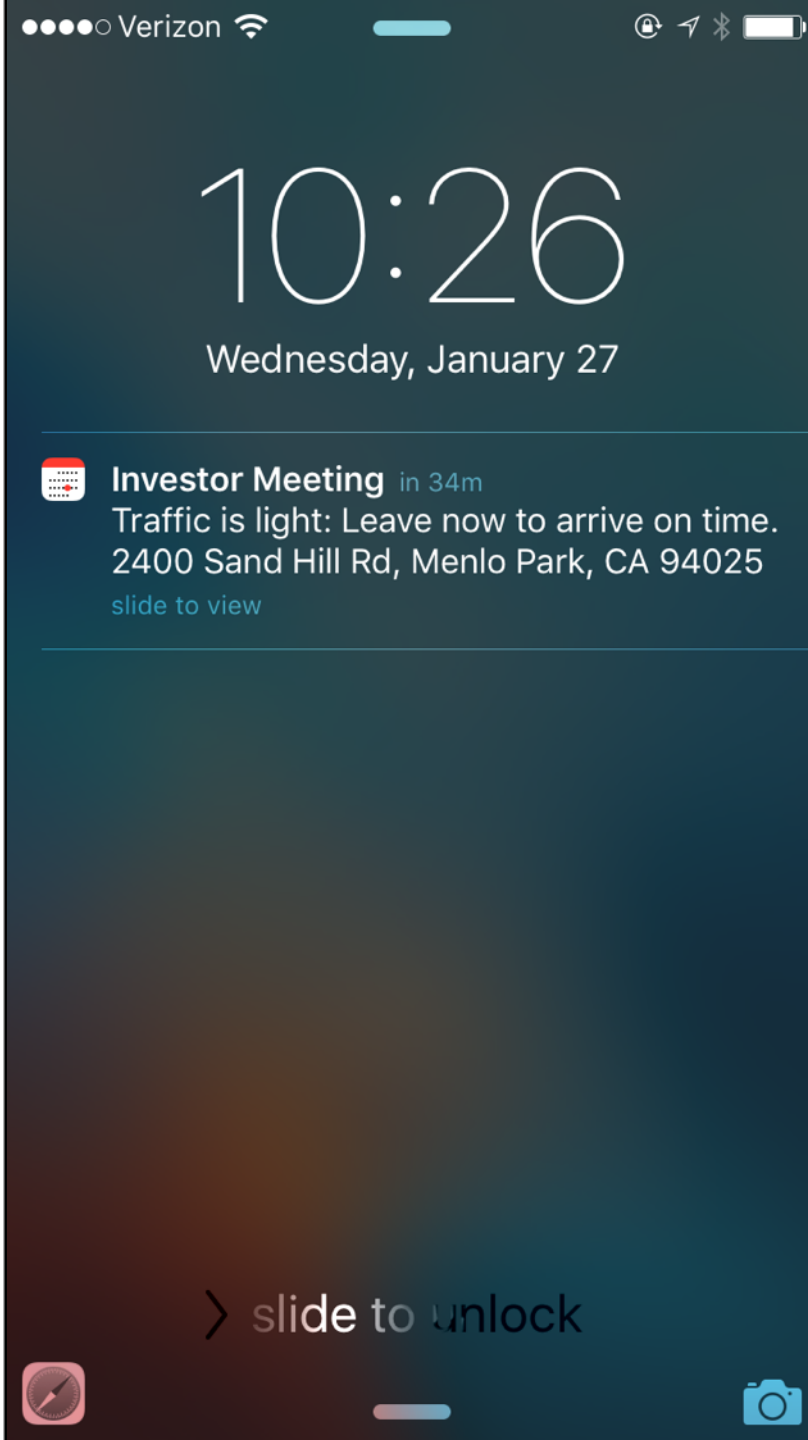 Verizon
10:26
Wednesday, January 27
Investor Meeting in 34m
Traffic is light: Leave now to arrive on time.
2400 Sand Hill Rd, Menlo Park, CA 94025
slide to view
slide to unlock